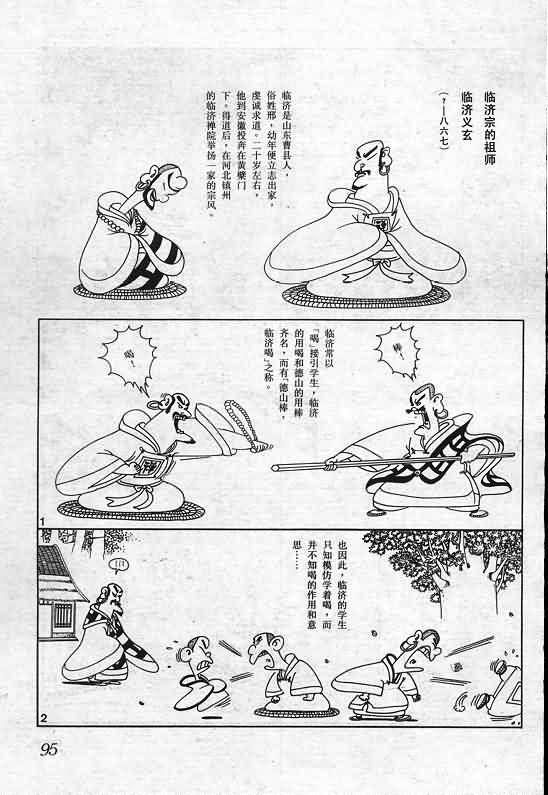 临济宗的祖师
临济义玄
（？—八六七）
临济是山东曹县人，
俗姓邢，幼年便立志出家，
虔诚求道。二十岁左右，
他到安徽投奔在黄檗门
下。得道后，在河北镇州
的临济禅院举扬一家的宗风。
棒！
临济常以
「喝」接引学生，临济
的用喝和德山的用棒
齐名，而有「德山棒，
临济喝」之称。
喝！
禅
1
也因此，临济的学生
只知模仿学着喝，而
并不知喝的作用和意
思……
2
95